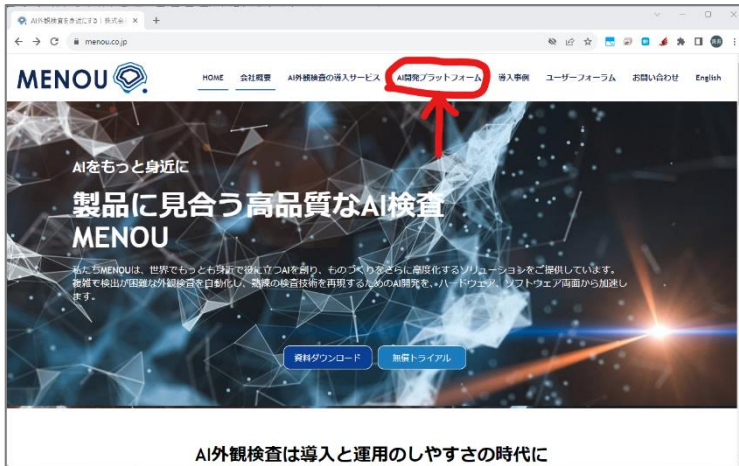 AI外観検査を身近にする | 株式会
menou.co.jp
MENOU
HOME 会社概要 AI外観検査の導入サービス AI開発プラットフォーム 導入事例 ユーザーフォーラム お問い合わせ English
AIをもっと身近に
製品に見合う高品質なAI検査
MENOU
私たちMENOUは、世界でもっとも身近で役に立つAIを創り、ものづくりをさらに高度化するソリューションをご提供しています。
複雑で検出が困難な外観検査を自動化し、熟練の検査技術を再現するためのAI開発を、ハードウェア、ソフトウェア両面から加速し
ます。
資料ダウンロード 無償トライアル
AI外観検査は導入と運用のしやすさの時代に